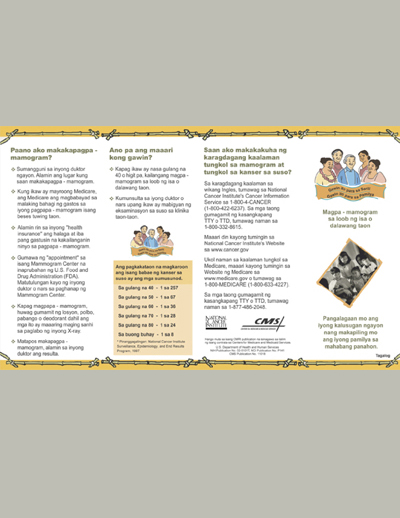 Paano ako makakapagpa -
mamogram?
Sumangguni sa inyong duktor
ngayon. Alamin ang lugar kung
saan makakapagpa - mamogram.
Kung ikaw ay mayroong Medicare,
ang Medicare ang magbabayad sa
malaking bahagi ng gastos sa
iyong pagpapa - mamogram isang
beses tuwing taon.
Alamin rin sa inyong "health
insurance" ang halaga at iba
pang gastusin na kakailanganin
ninyo sa pagpapa - mamogram.
Gumawa ng "appointment" sa
isang Mammogram Center na
inaprubahan ng U.S. Food and
Drug Administration (FDA).
Matutulungan kayo ng inyong
duktor o nars sa paghanap ng
Mammogram Center.
Kapag magpapa - mamogram,
huwag gumamit ng losyon, polbo,
pabango o deodorant dahil ang
mga ito ay maaaring maging sanhi
sa paglabo ng inyong X-ray.
Matapos makapagpa -
mamogram, alamin sa inyong
duktor ang resulta.
Ano pa ang maaari
kong gawin?
Kapag ikaw ay nasa gulang na
40 o higit pa, kailangang magpa -
mamogram sa loob ng isa o
dalawang taon.
Kumunsulta sa iyong duktor o
nars upang ikaw ay mabigyan ng
eksaminasyon sa suso sa kliniko
taon-taon.
Ang pagkakataon na magkaroon
ang isang babae ng kanser sa
suso ay ang mga sumusunod.
Sa gulang na 40 - 1 sa 257
Sa gulang na 50 - 1 sa 67
Sa gulang na 60 - 1 sa 36
Sa gulang na 70 - 1 sa 28
Sa gulang na 80 - 1 sa 24
Sa buong buhay - 1 sa 8
National Cancer Institute
Surveillance, Epidemiology, and End Results
Program, 1997.
Saan ako makakakuha ng
karagdagang kaalaman
tungkol sa mamogram at
tungkol sa kanser sa suso?
Sa karagdagang kaalaman sa
wikang Ingles, tumawag sa National
Cancer Institute's Cancer Information
Service sa 1-800-4-CANCER
(1-800-422-6237). Sa mga taong
gumagamit ng kasangkapang
TTY o TTD, tumawag naman sa
1-800-332-8615.
Maaari din kayong tumingin sa
National Cancer Institute's Website
sa www.cancer.gov
Ukol naman sa kaalaman tungkol sa
Medicare, maaari kayong tumingin sa
Website ng Medicare sa
www.medicare.gov o tumawag sa
1-800-MEDICARE (1-800-633-4227).
Sa mga taong gumagamit ng
kasangkapang TTY o TTD, tumawag
naman sa 1-877-486-2048.
NATIONAL
CANCER
INSTITUTE
CMS
U.S. Department of Health and Human Services
Magpa - mamogram
sa loob ng isa o
dalawang taon
Pangalagaan mo ang
iyong kalusugan ngayon
nang makapiling mo
ang iyong pamilya sa
mahabang panahon.
Tagalog